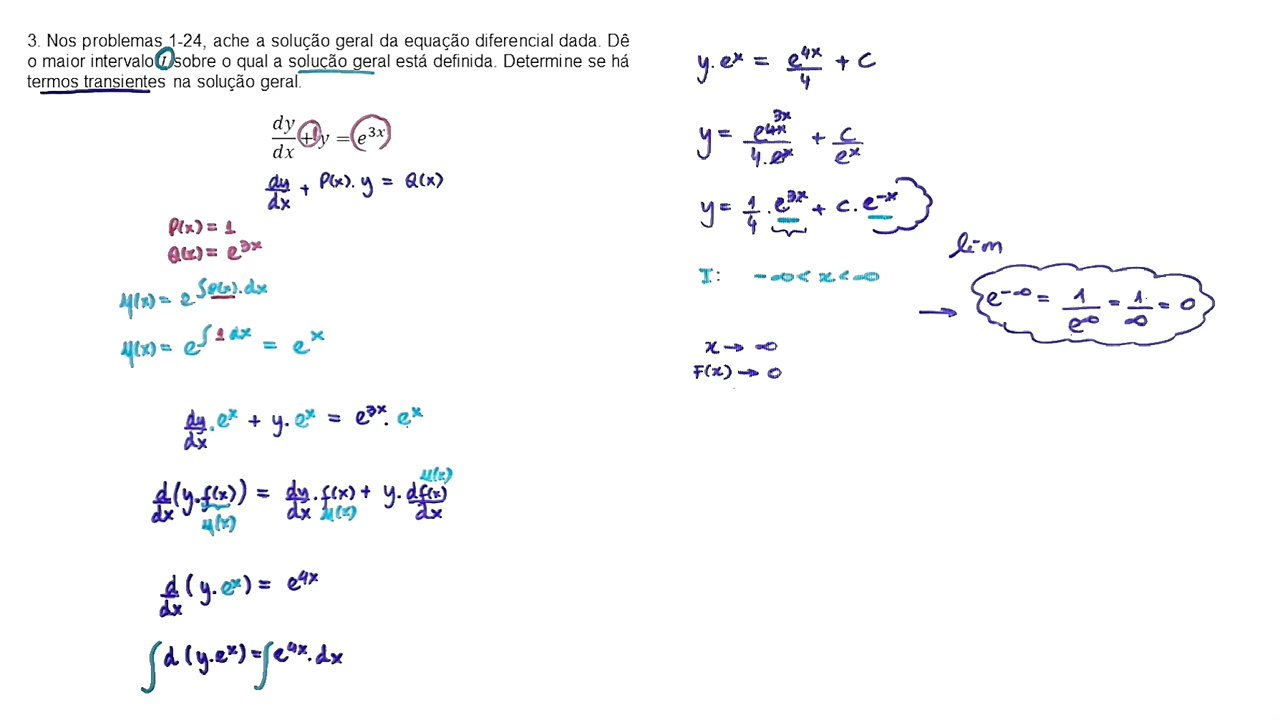 3. Nos problemas 1-24, ache a solução geral da equação diferencial dada. Dê
o maior intervalo I sobre o qual a solução geral está definida. Determine se há
termos transientes na solução geral.
dy/dx + 1y = e^{3x}
dy/dx + P(x). y = Q(x)
P(x) = 1
Q(x) = e^{3x}
μ(x) = e^{∫P(x).dx}
μ(x) = e^{∫1 dx} = e^x
dy/dx . e^x + y. e^x = e^{3x}. e^x
d/dx (y. f(x)) = dy/dx . f(x) + y. df(x)/dx
μ(x) μ(x) μ(x)
d/dx (y. e^x) = e^{4x}
∫ d (y.e^x) = ∫ e^{4x}. dx
y. e^x = e^{4x}/4 + C
y = e^{4x}/4. e^x + C/e^x
3x
y = 1/4 . e^{3x} + C. e^{-x}
lim
I: -∞ < x < ∞
→ e^{-∞} = 1/e^∞ = 1/∞ = 0
x → ∞
F(x) → 0